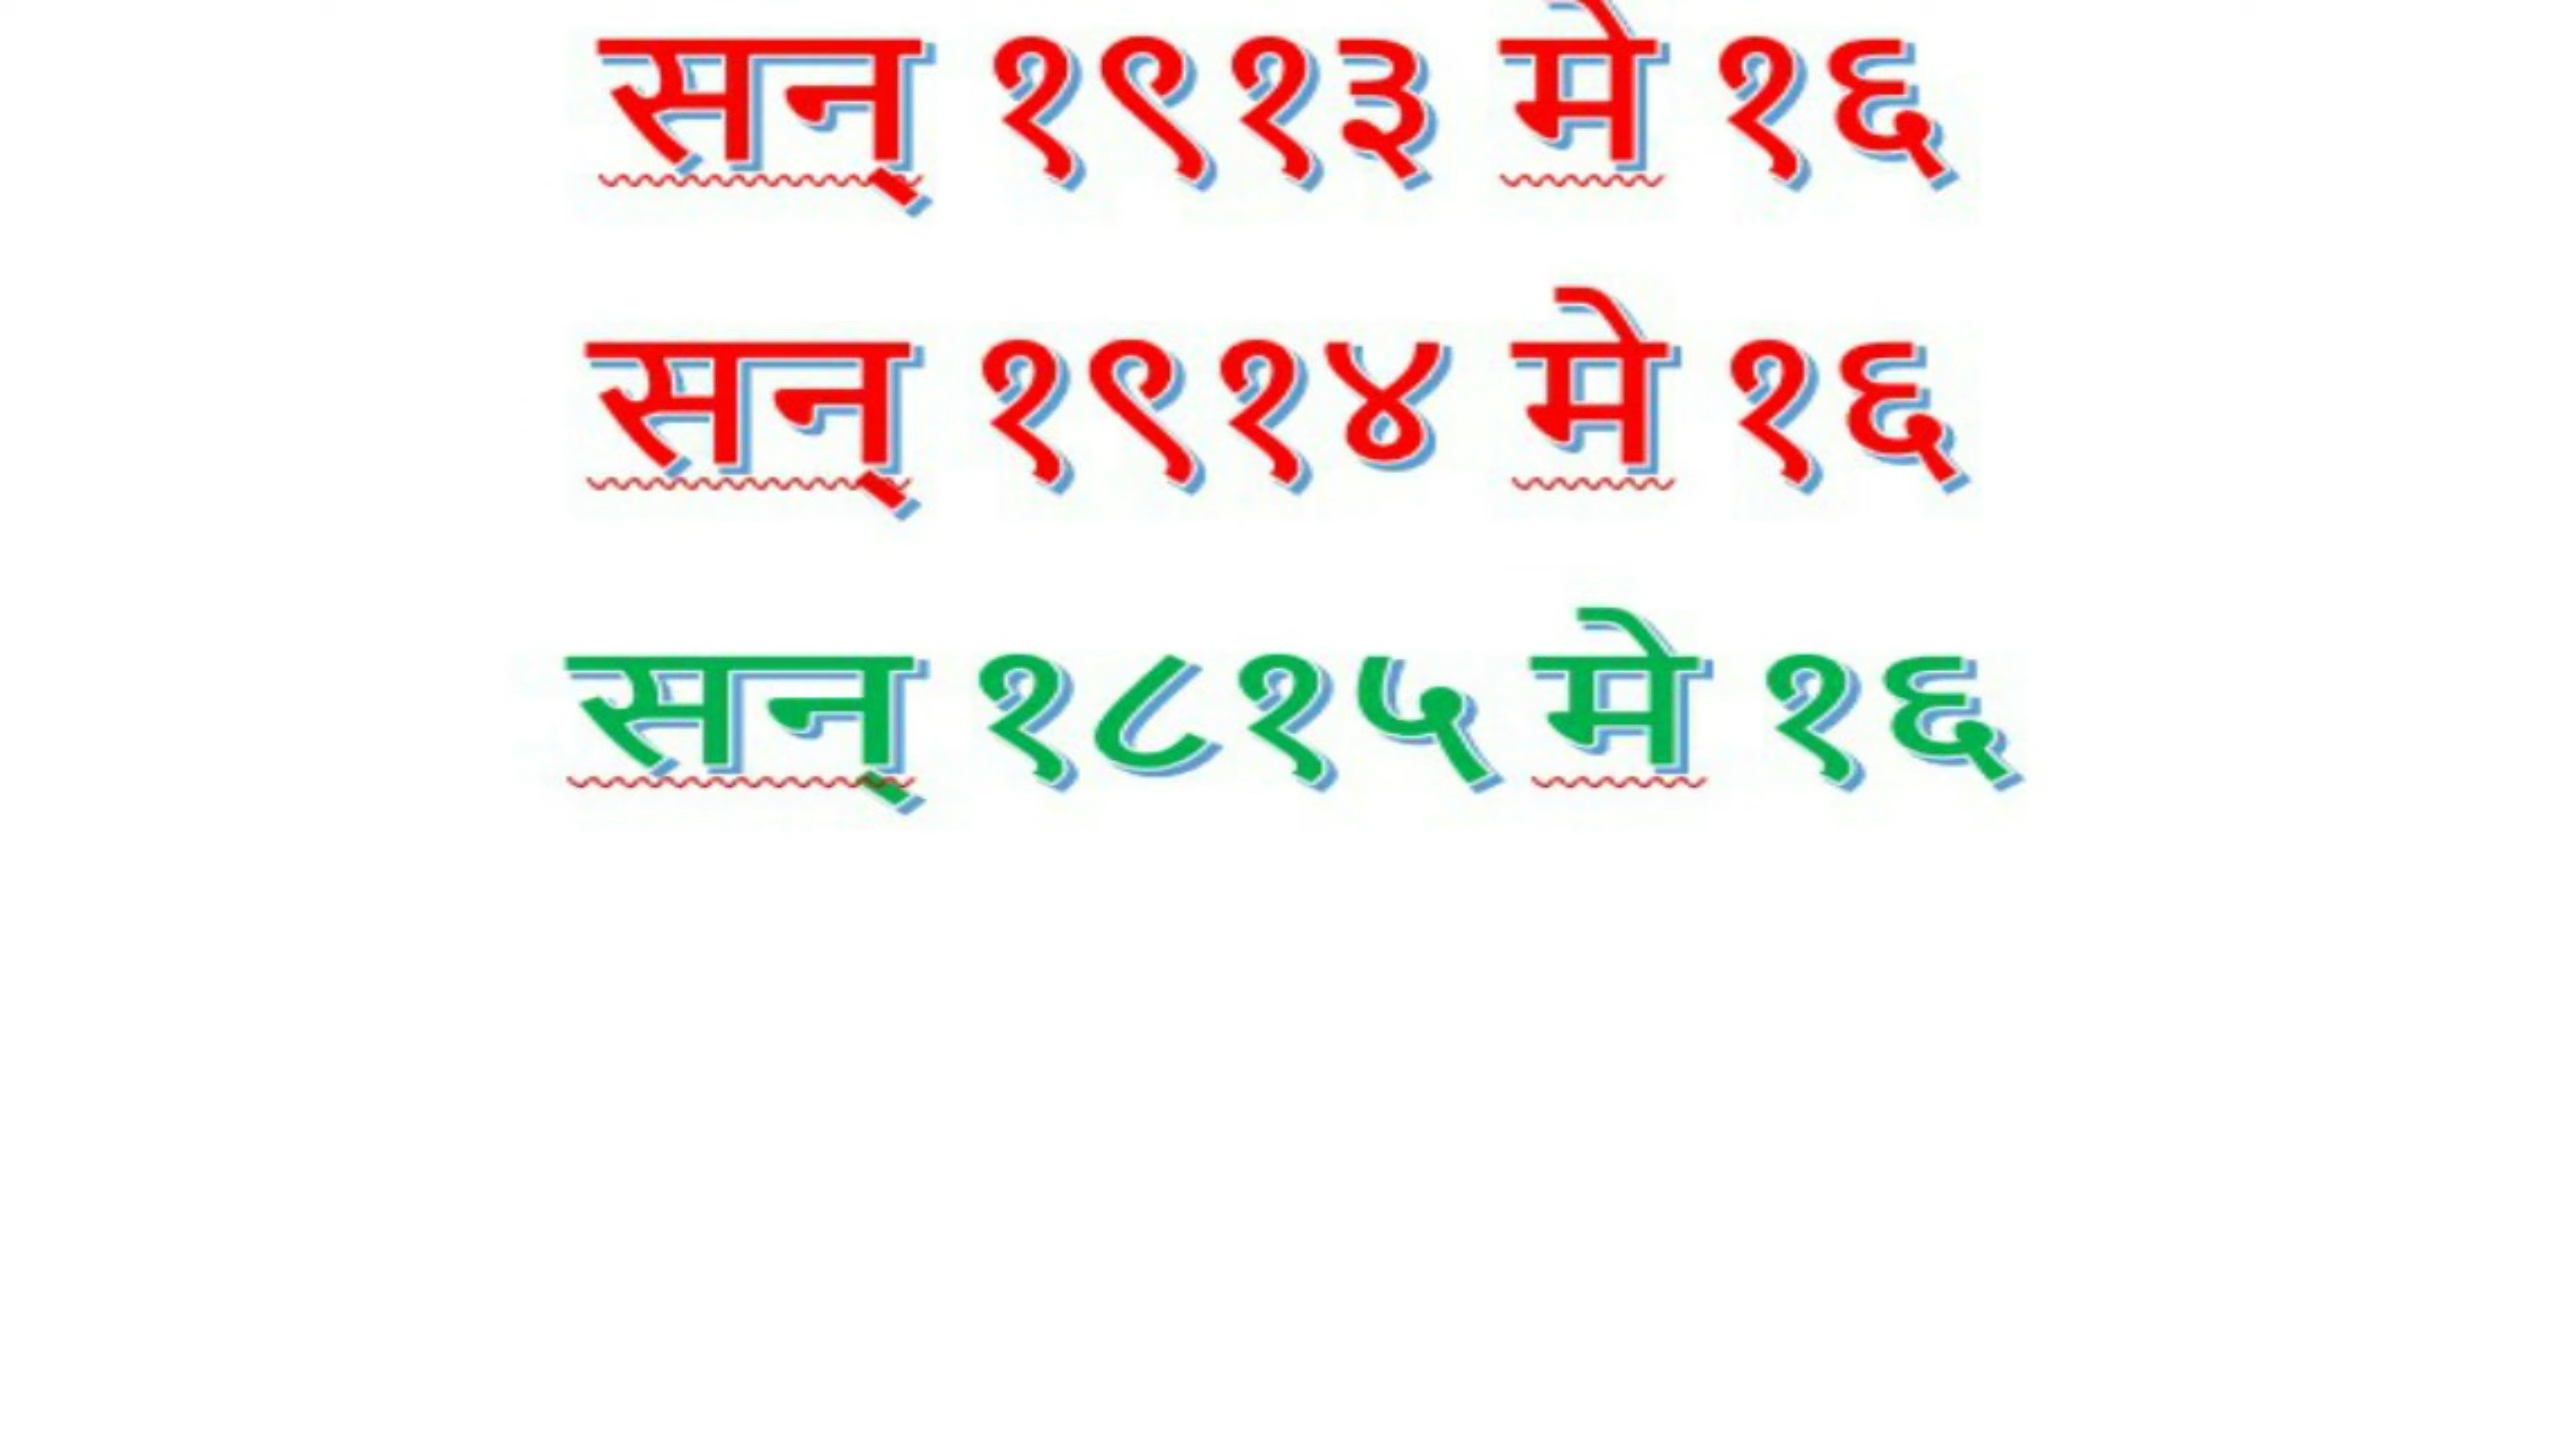 सन् १९१३ मे १६
सन् १९१४ मे १६
सन् १८१५ मे १६